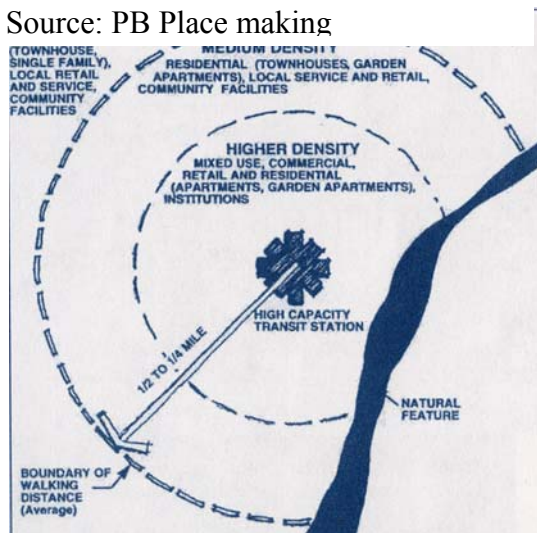 Source: PB Place making
(TOWNHOUSE,
SINGLE FAMILY),
LOCAL RETAIL
AND SERVICE,
COMMUNITY
FACILITIES
MEDIUM DENSITY
RESIDENTIAL (TOWNHOUSES, GARDEN
APARTMENTS), LOCAL SERVICE AND RETAIL,
COMMUNITY FACILITIES
HIGHER DENSITY
MIXED USE, COMMERCIAL,
RETAIL AND RESIDENTIAL
(APARTMENTS, GARDEN APARTMENTS),
INSTITUTIONS
HIGH CAPACITY
TRANSIT STATION
1/2 TO 1/4 MILE
NATURAL
FEATURE
BOUNDARY OF
WALKING
DISTANCE
(Average)